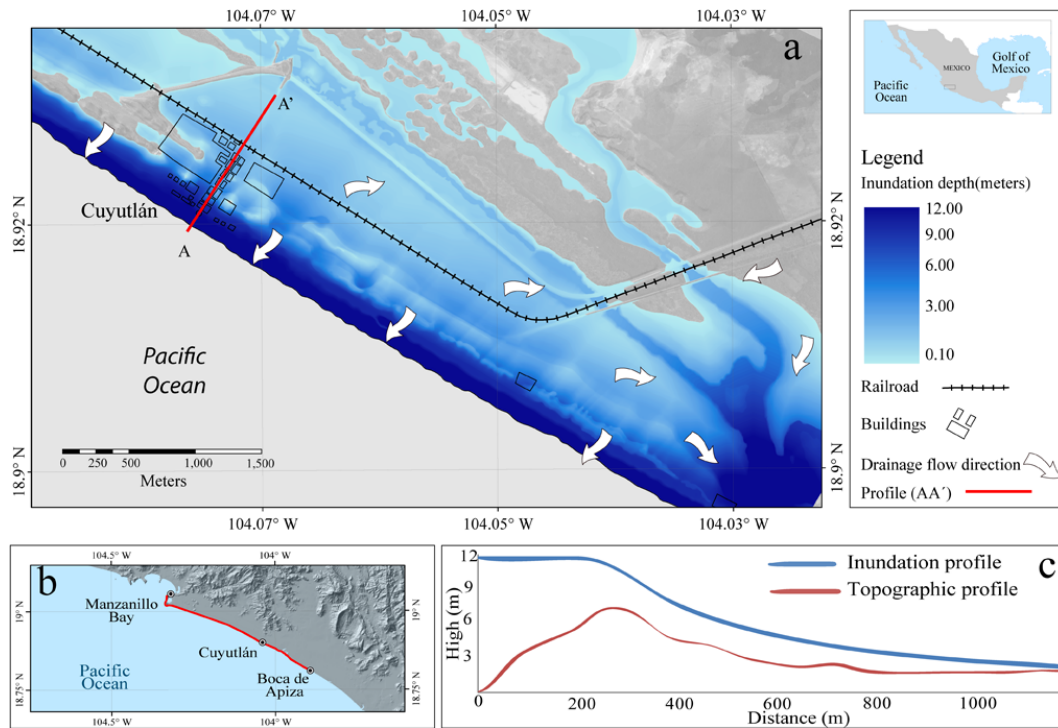 104.07° W
104.05° W
104.03° W
a
A'
Cuyutlán
A
18.92° N
18.92° N
Pacific
Ocean
0 250 500 1,000 1,500
Meters
18.9° N
18.9° N
104.07° W
104.05° W
104.03° W
MEXICO
Gulf of
Mexico
Pacific
Ocean
Legend
Inundation depth(meters)
12.00
9.00
6.00
3.00
0.10
Railroad
Buildings
Drainage flow direction
Profile (AA´)
b
104.5° W
104° W
19° N
19° N
Manzanillo
Bay
Cuyutlán
Pacific
Ocean
Boca de
Apiza
18.75° N
18.75° N
104.5° W
104° W
c
Inundation profile
Topographic profile
High (m)
12
9
6
3
0 200 400 600 800 1000
Distance (m)